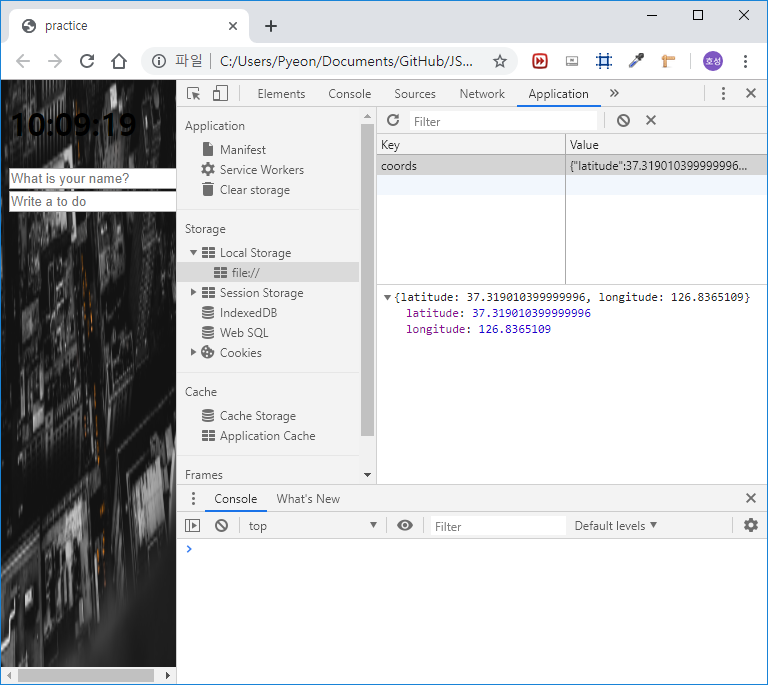 practice
파일 C:/Users/Pyeon/Documents/GitHub/JS... 호성
10:09:19
What is your name?
Write a to do
Elements Console Sources Network Application
Application
Manifest
Service Workers
Clear storage
Storage
Local Storage
file://
Session Storage
IndexedDB
Web SQL
Cookies
Cache
Cache Storage
Application Cache
Frames
Filter
Key Value
coords {"latitude":37.319010399999996...
{latitude: 37.319010399999996, longitude: 126.8365109}
latitude: 37.319010399999996
longitude: 126.8365109
Console What's New
top Filter Default levels